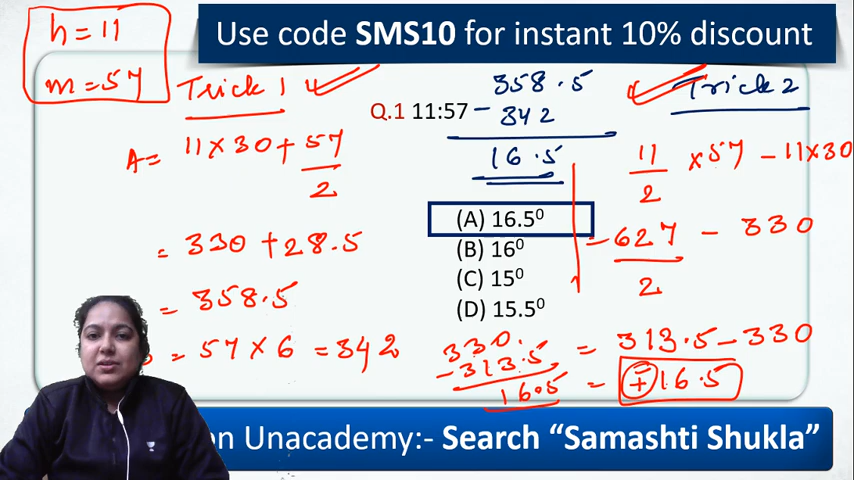 Use code SMS10 for instant 10% discount
h = 11
m = 57
Trick 1
A = 11 × 30 + 57/2
= 330 + 28.5
= 358.5
= 57 × 6 = 342
Q.1 11:57
358.5
- 342
16.5
(A) 16.5⁰
(B) 16⁰
(C) 15⁰
(D) 15.5⁰
330.
- 313.5
16.5
Trick 2
11/2 × 57 - 11×30
= 627/2 - 330
= 313.5 - 330
= 16.5
on Unacademy:- Search “Samashti Shukla”